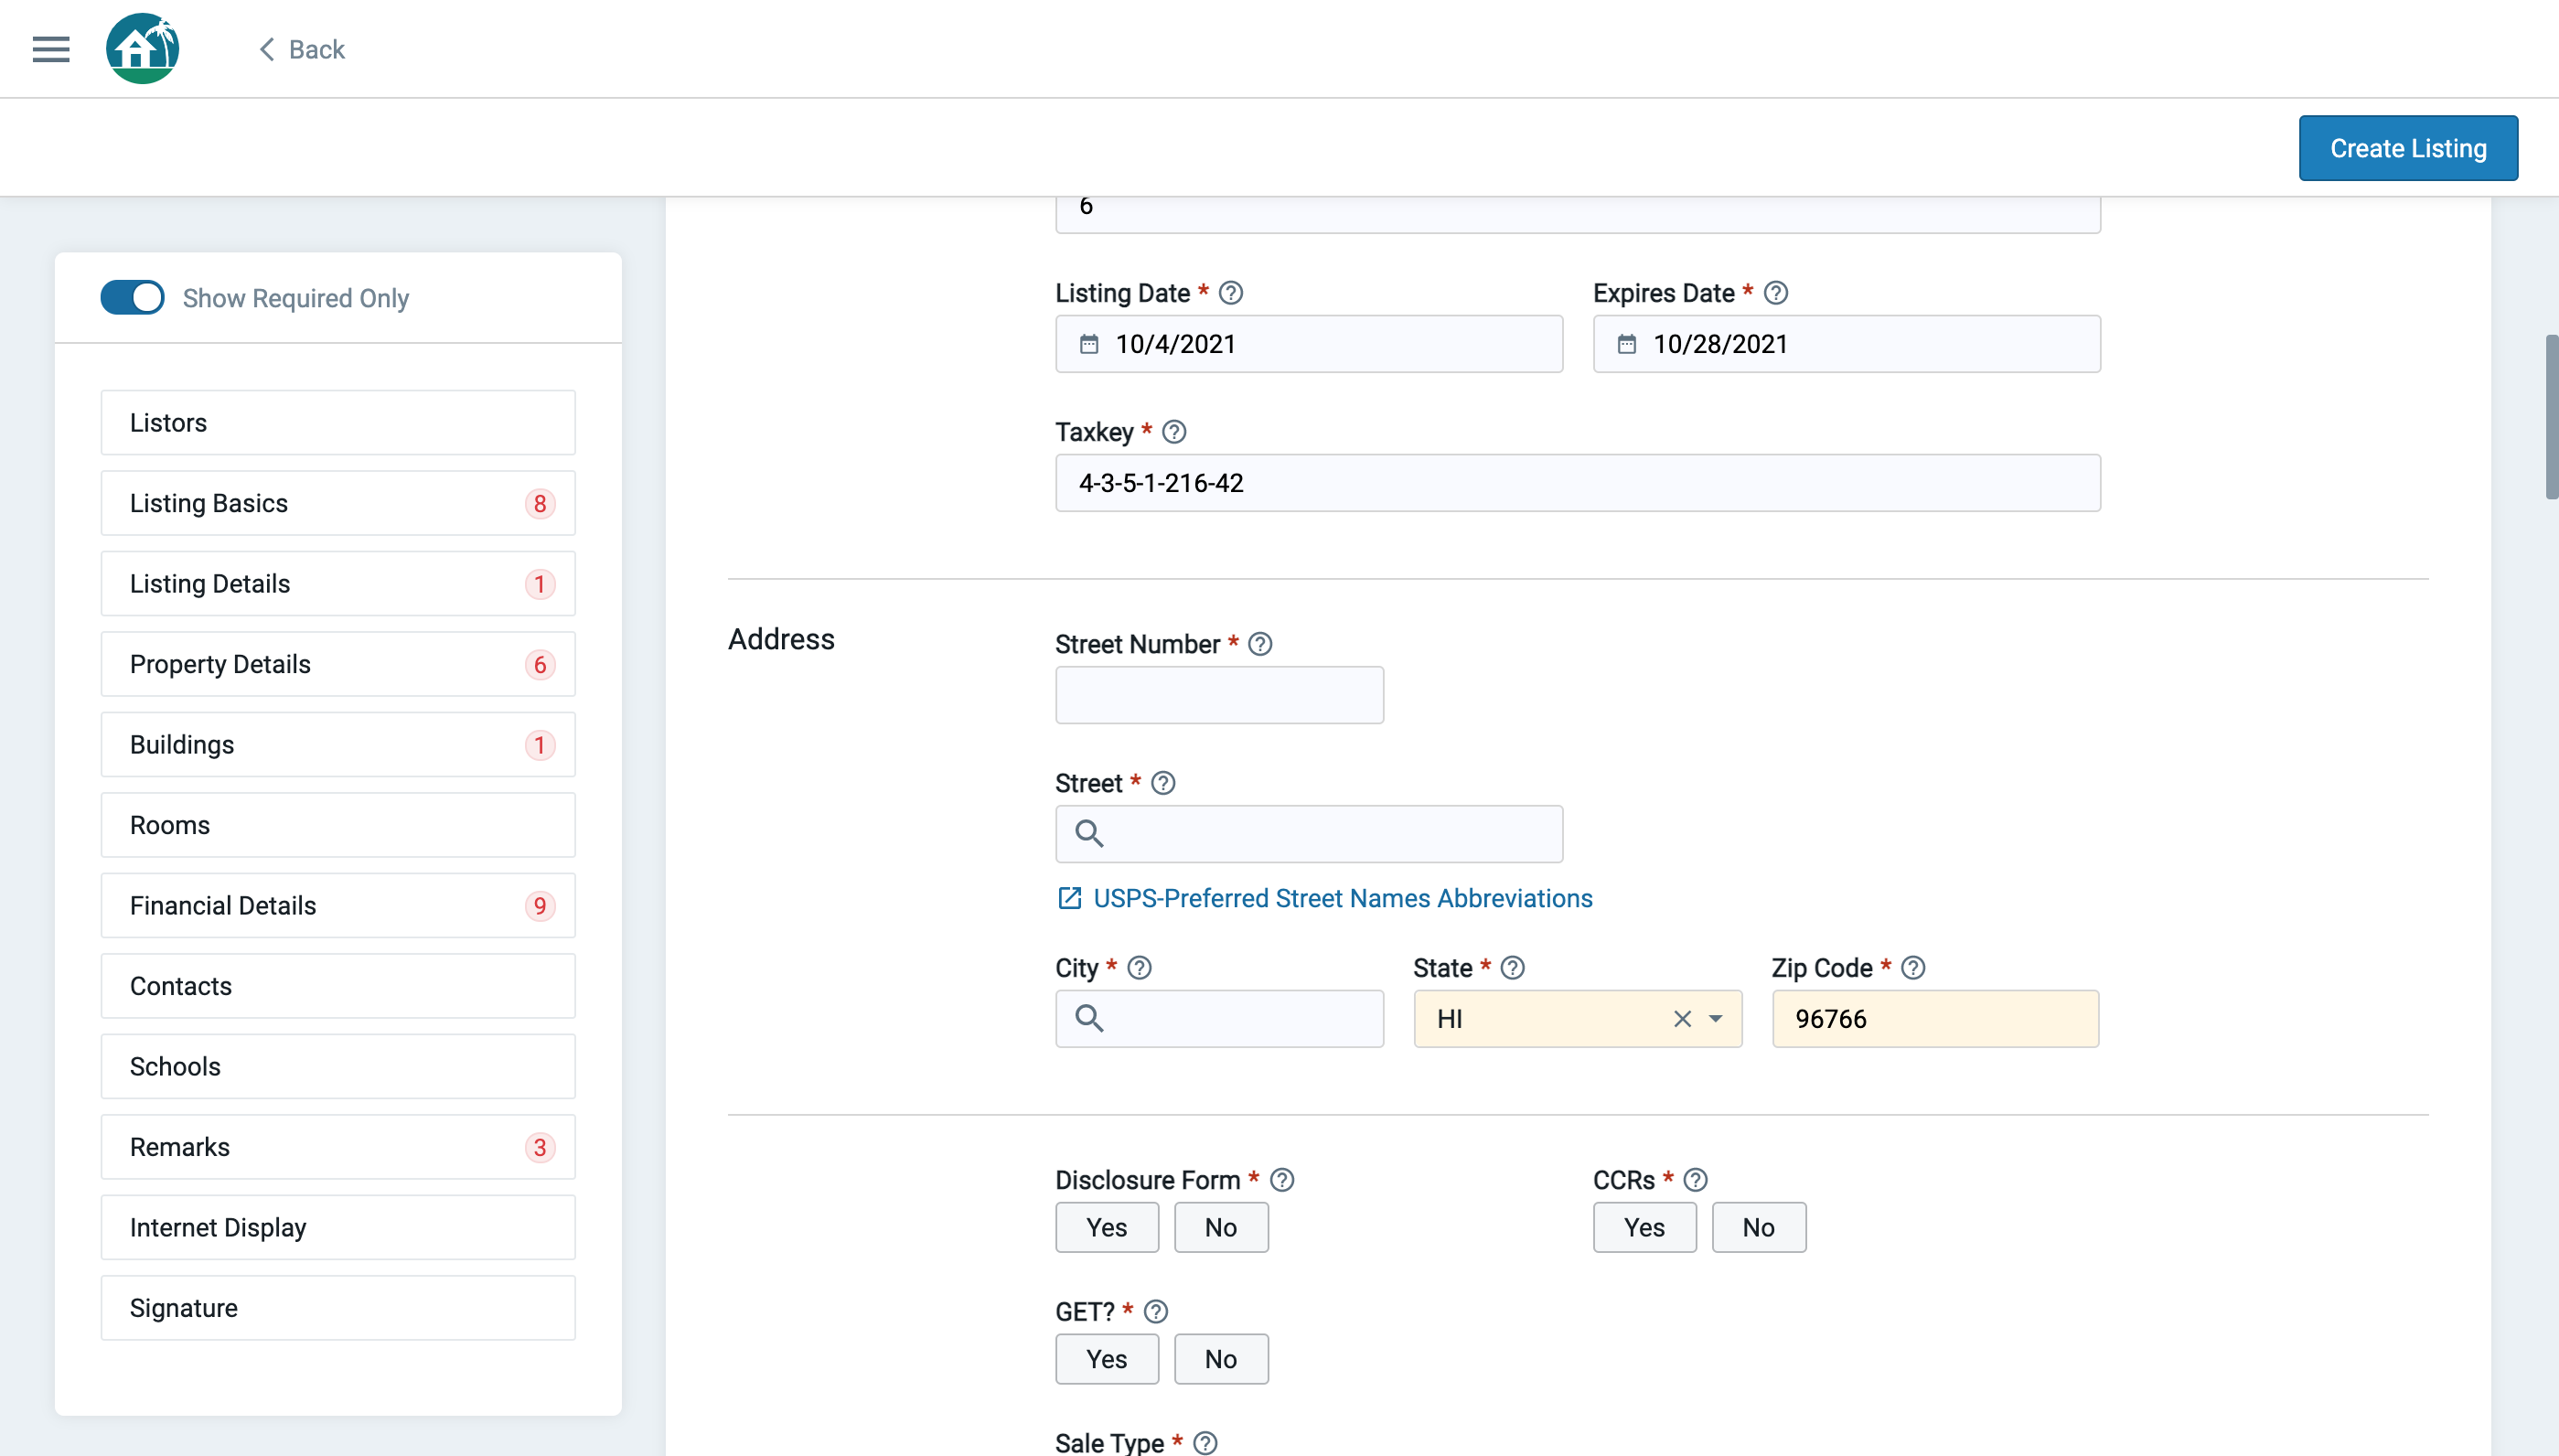 Back
Create Listing
Show Required Only
Listors
Listing Basics 8
Listing Details 1
Property Details 6
Buildings 1
Rooms
Financial Details 9
Contacts
Schools
Remarks 3
Internet Display
Signature
6
Listing Date * Expires Date *
10/4/2021 10/28/2021
Taxkey *
4-3-5-1-216-42
Address
Street Number *
Street *
USPS-Preferred Street Names Abbreviations
City * State * Zip Code *
HI 96766
Disclosure Form * CCRs *
Yes No Yes No
GET? *
Yes No
Sale Type *